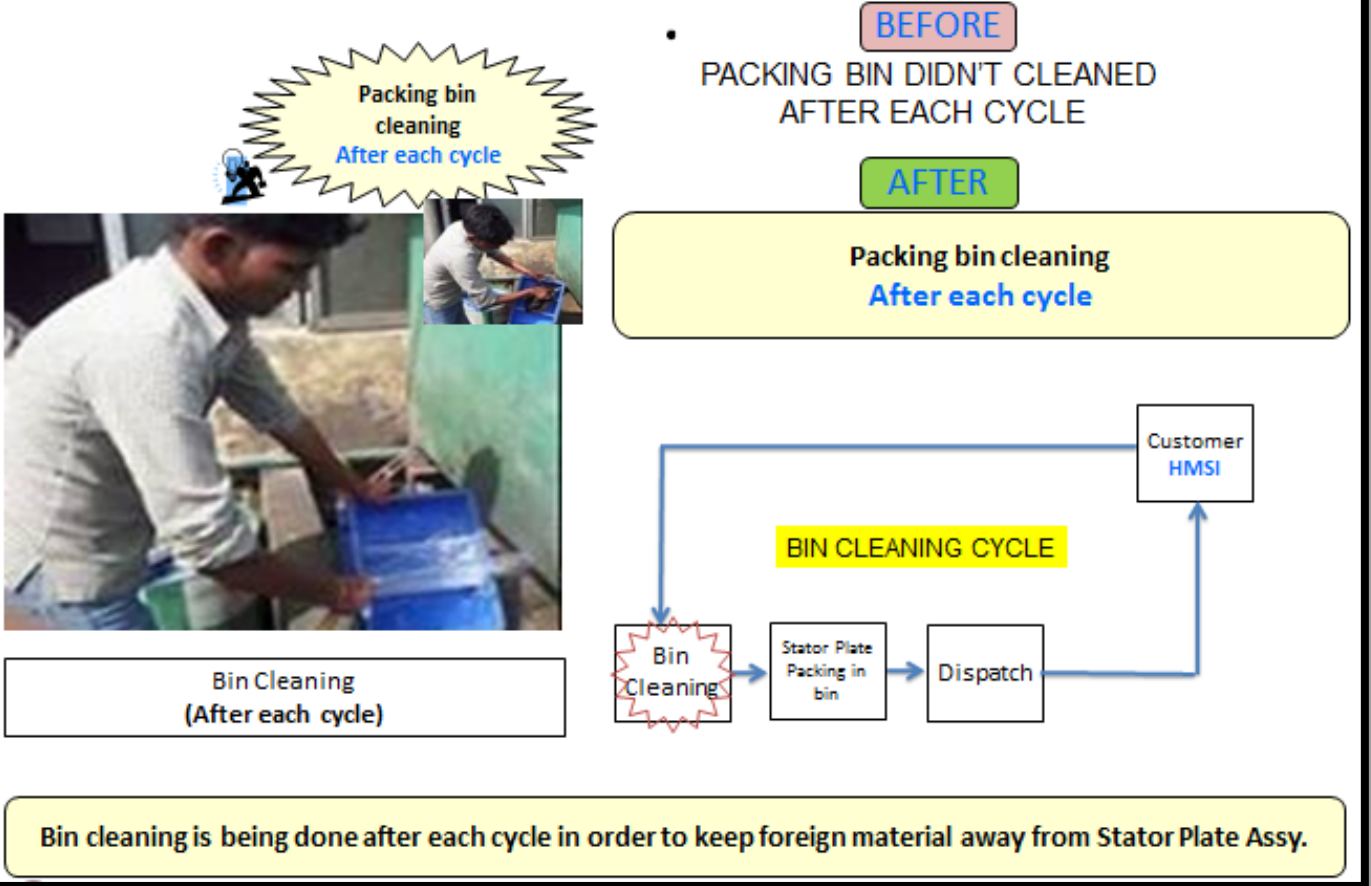 Packing bin
cleaning
After each cycle
BEFORE
PACKING BIN DIDN'T CLEANED
AFTER EACH CYCLE
AFTER
Packing bin cleaning
After each cycle
Customer
HMSI
BIN CLEANING CYCLE
Bin
Cleaning
Stator Plate
Packing in
bin
Dispatch
Bin Cleaning
(After each cycle)
Bin cleaning is being done after each cycle in order to keep foreign material away from Stator Plate Assy.